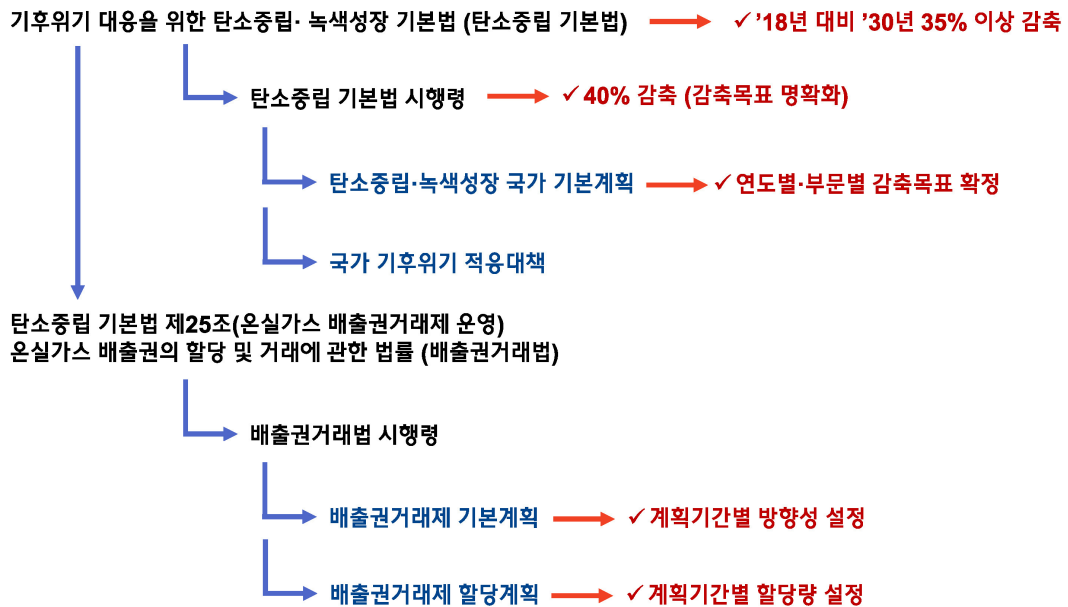 기후위기 대응을 위한 탄소중립· 녹색성장 기본법 (탄소중립 기본법) ✓ ’18년 대비 ’30년 35% 이상 감축
탄소중립 기본법 시행령 ✓ 40% 감축 (감축목표 명확화)
탄소중립·녹색성장 국가 기본계획 ✓ 연도별·부문별 감축목표 확정
국가 기후위기 적응대책
탄소중립 기본법 제25조(온실가스 배출권거래제 운영)
온실가스 배출권의 할당 및 거래에 관한 법률 (배출권거래법)
배출권거래법 시행령
배출권거래제 기본계획 ✓ 계획기간별 방향성 설정
배출권거래제 할당계획 ✓ 계획기간별 할당량 설정